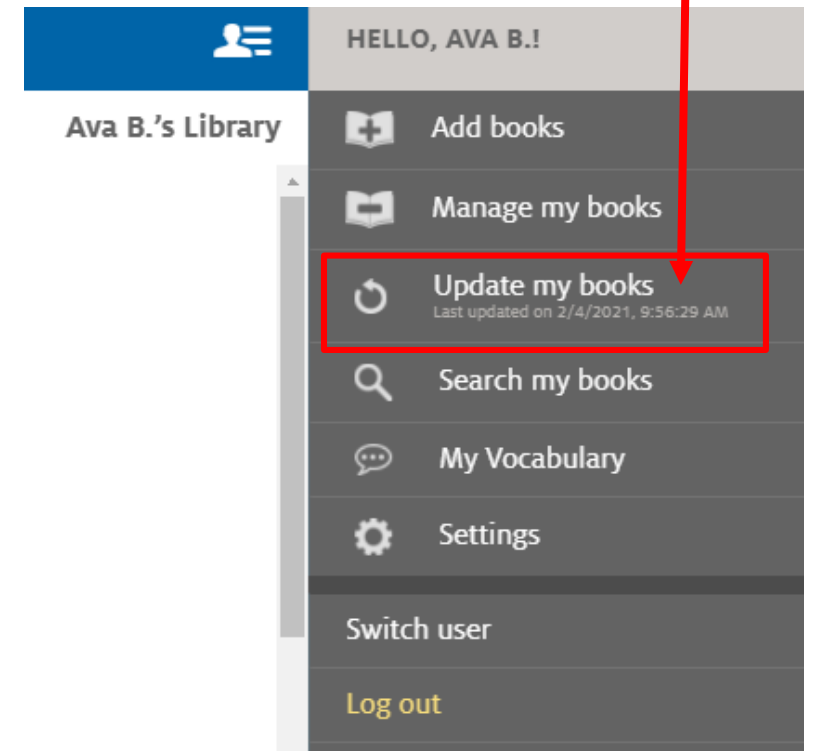 HELLO, AVA B.!
Ava B.’s Library
Add books
Manage my books
Update my books
Last updated on 2/4/2021, 9:56:29 AM
Search my books
My Vocabulary
Settings
Switch user
Log out